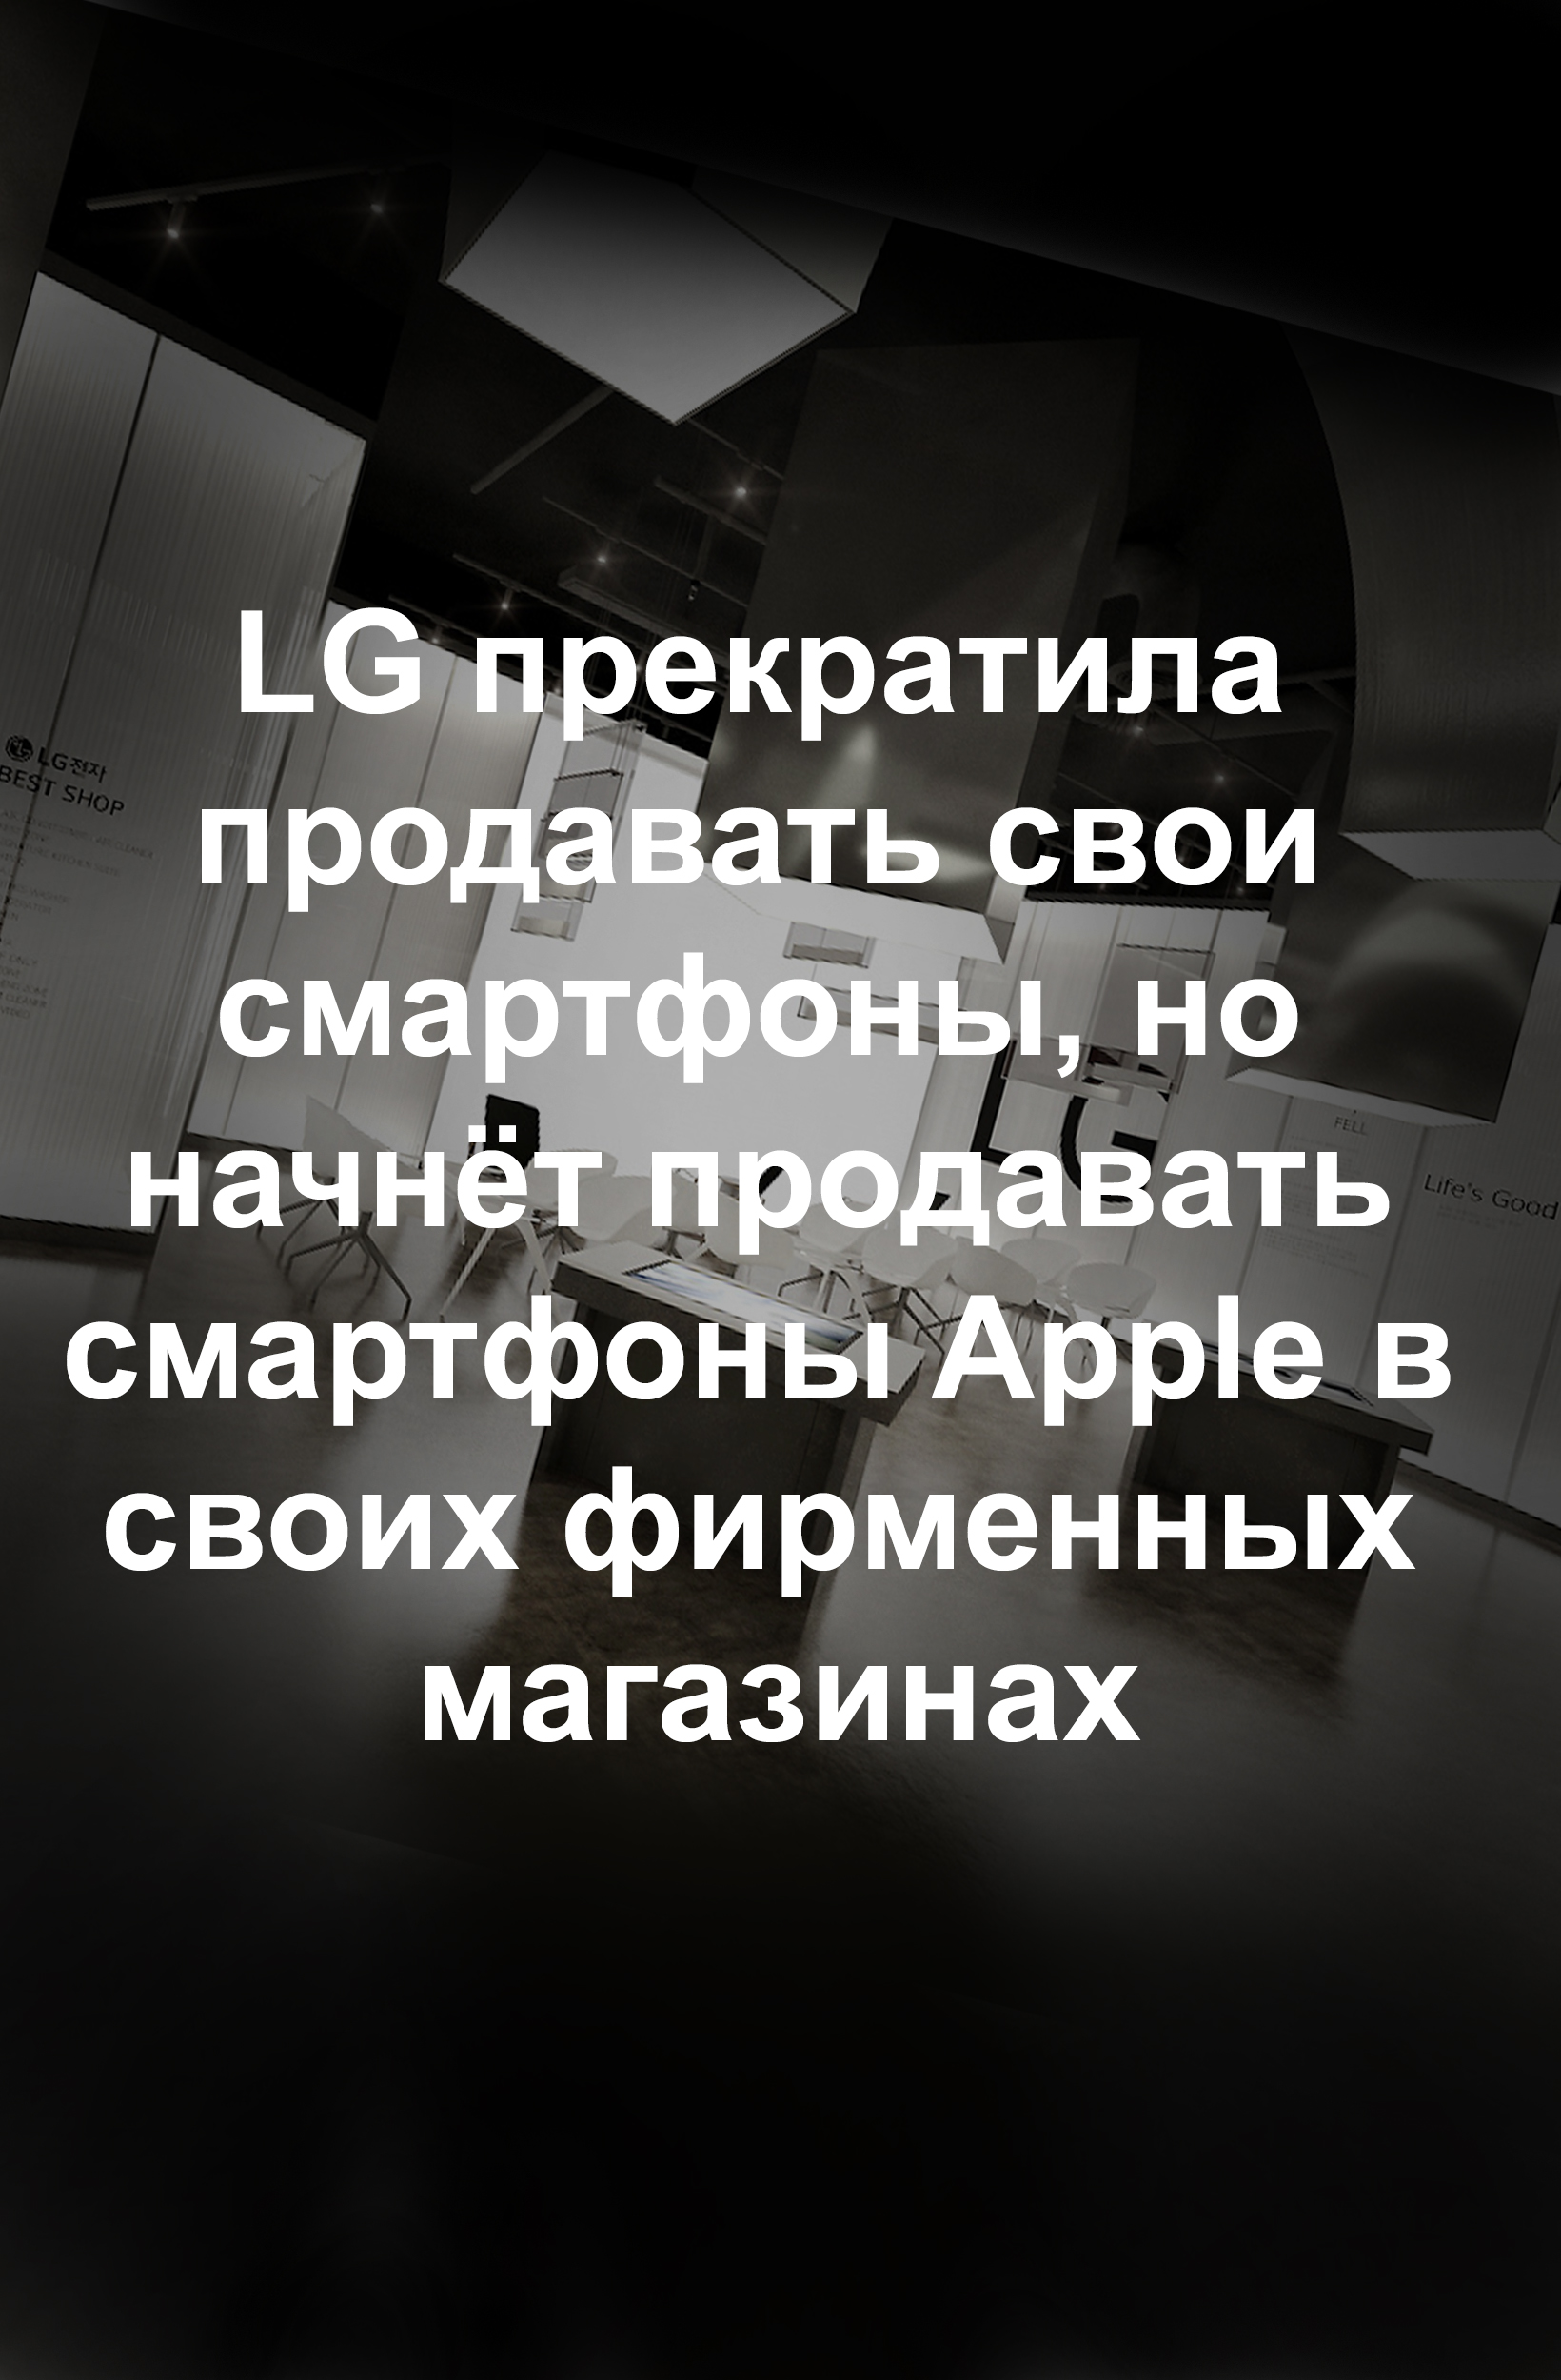 LG прекратила
продавать свои
смартфоны, но
начнёт продавать
смартфоны Apple в
своих фирменных
магазинах
LG전자
BEST SHOP
LG
FELL
Life's Good